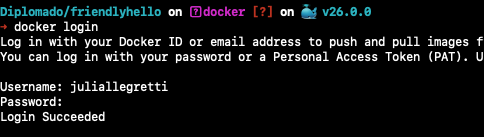 Diplomado/friendlyhello on docker [?] on 🐳 v26.0.0
→ docker login
Log in with your Docker ID or email address to push and pull images f
You can log in with your password or a Personal Access Token (PAT). U
Username: juliallegretti
Password:
Login Succeeded